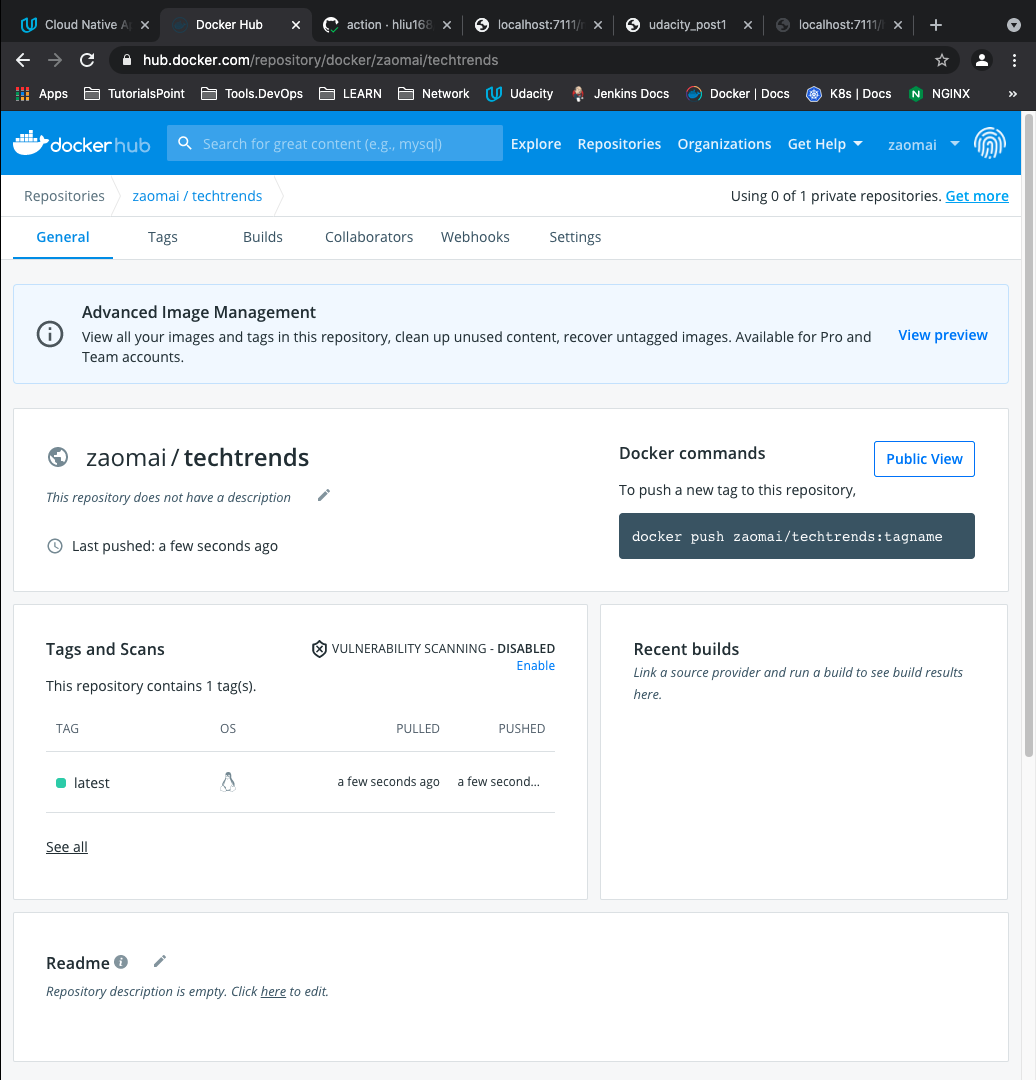 Cloud Native A
Docker Hub
action · hliu168
localhost:7111/
udacity_post1
localhost:7111/
hub.docker.com/repository/docker/zaomai/techtrends
Apps TutorialsPoint Tools.DevOps LEARN Network Udacity Jenkins Docs Docker | Docs K8s | Docs NGINX »
docker hub Search for great content (e.g., mysql) Explore Repositories Organizations Get Help zaomai
Repositories zaomai / techtrends Using 0 of 1 private repositories. Get more
General Tags Builds Collaborators Webhooks Settings
Advanced Image Management
View all your images and tags in this repository, clean up unused content, recover untagged images. Available for Pro and
Team accounts.
View preview
zaomai / techtrends
This repository does not have a description
Last pushed: a few seconds ago
Docker commands
Public View
To push a new tag to this repository,
docker push zaomai/techtrends:tagname
Tags and Scans
VULNERABILITY SCANNING - DISABLED
Enable
This repository contains 1 tag(s).
TAG OS PULLED PUSHED
latest a few seconds ago a few second...
See all
Recent builds
Link a source provider and run a build to see build results
here.
Readme
Repository description is empty. Click here to edit.